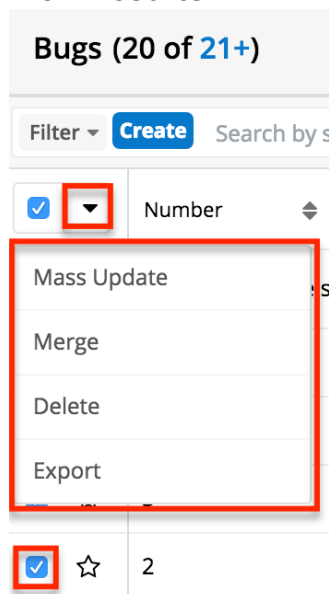 Bugs (20 of 21+)
Filter Create Search by s
Number
Mass Update
Merge
Delete
Export
2